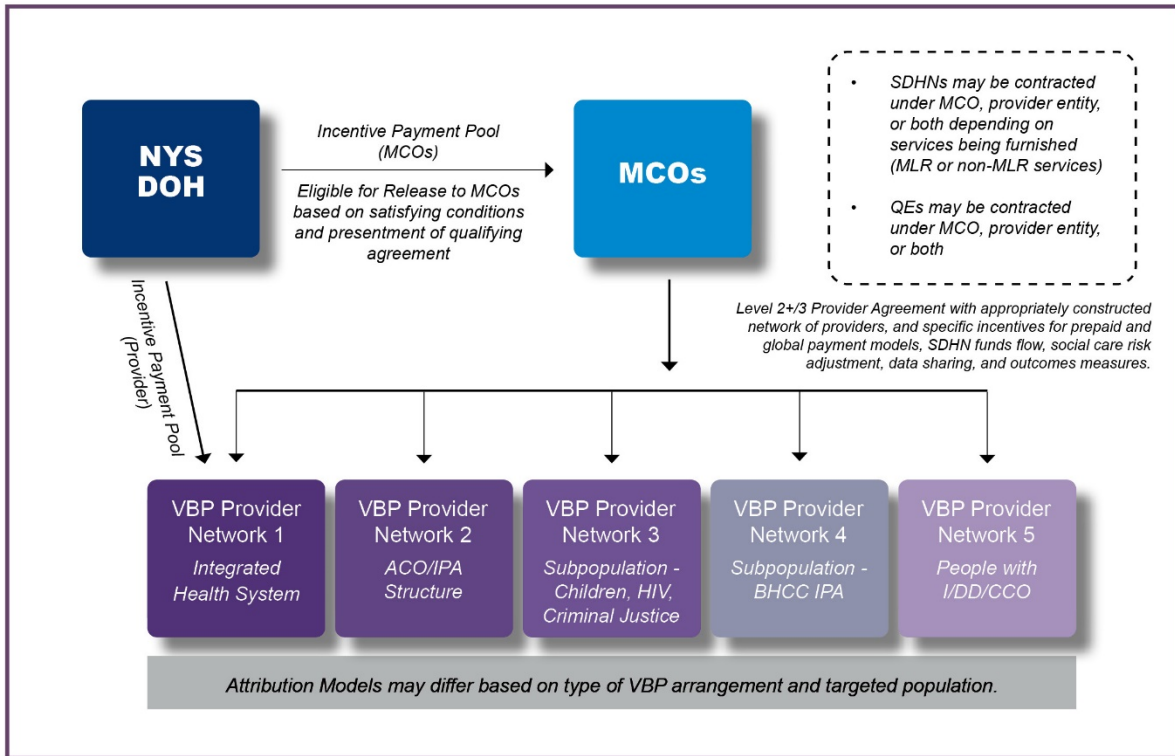 NYS
DOH
Incentive Payment Pool
(MCOs)
Eligible for Release to MCOs
based on satisfying conditions
and presentment of qualifying
agreement
MCOs
• SDHNs may be contracted
under MCO, provider entity,
or both depending on
services being furnished
(MLR or non-MLR services)
• QEs may be contracted
under MCO, provider entity,
or both
Incentive Payment Pool
(Provider)
Level 2+/3 Provider Agreement with appropriately constructed
network of providers, and specific incentives for prepaid and
global payment models, SDHN funds flow, social care risk
adjustment, data sharing, and outcomes measures.
VBP Provider
Network 1
Integrated
Health System
VBP Provider
Network 2
ACO/IPA
Structure
VBP Provider
Network 3
Subpopulation -
Children, HIV,
Criminal Justice
VBP Provider
Network 4
Subpopulation -
BHCC IPA
VBP Provider
Network 5
People with
I/DD/CCO
Attribution Models may differ based on type of VBP arrangement and targeted population.